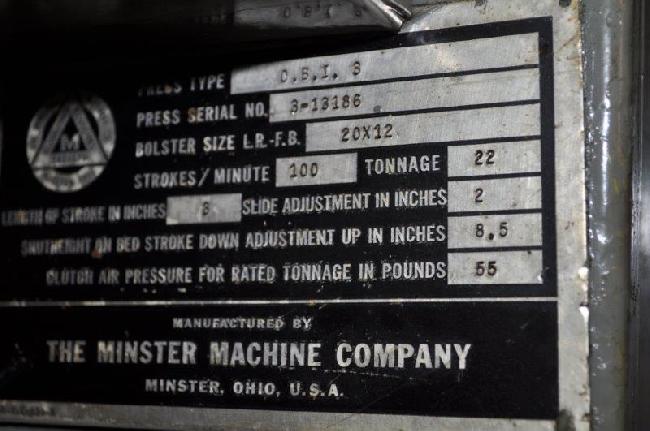 PRESS TYPE O.B.I. 3
PRESS SERIAL NO. 3-13186
BOLSTER SIZE L.R.-F.B. 20X12
STROKES/MINUTE 100 TONNAGE 22
LENGTH OF STROKE IN INCHES 3 SLIDE ADJUSTMENT IN INCHES 2
SHUTHEIGHT ON BED STROKE DOWN ADJUSTMENT UP IN INCHES 8.5
CLUTCH AIR PRESSURE FOR RATED TONNAGE IN POUNDS 55
M
MANUFACTURED BY
THE MINSTER MACHINE COMPANY
MINSTER, OHIO, U.S.A.